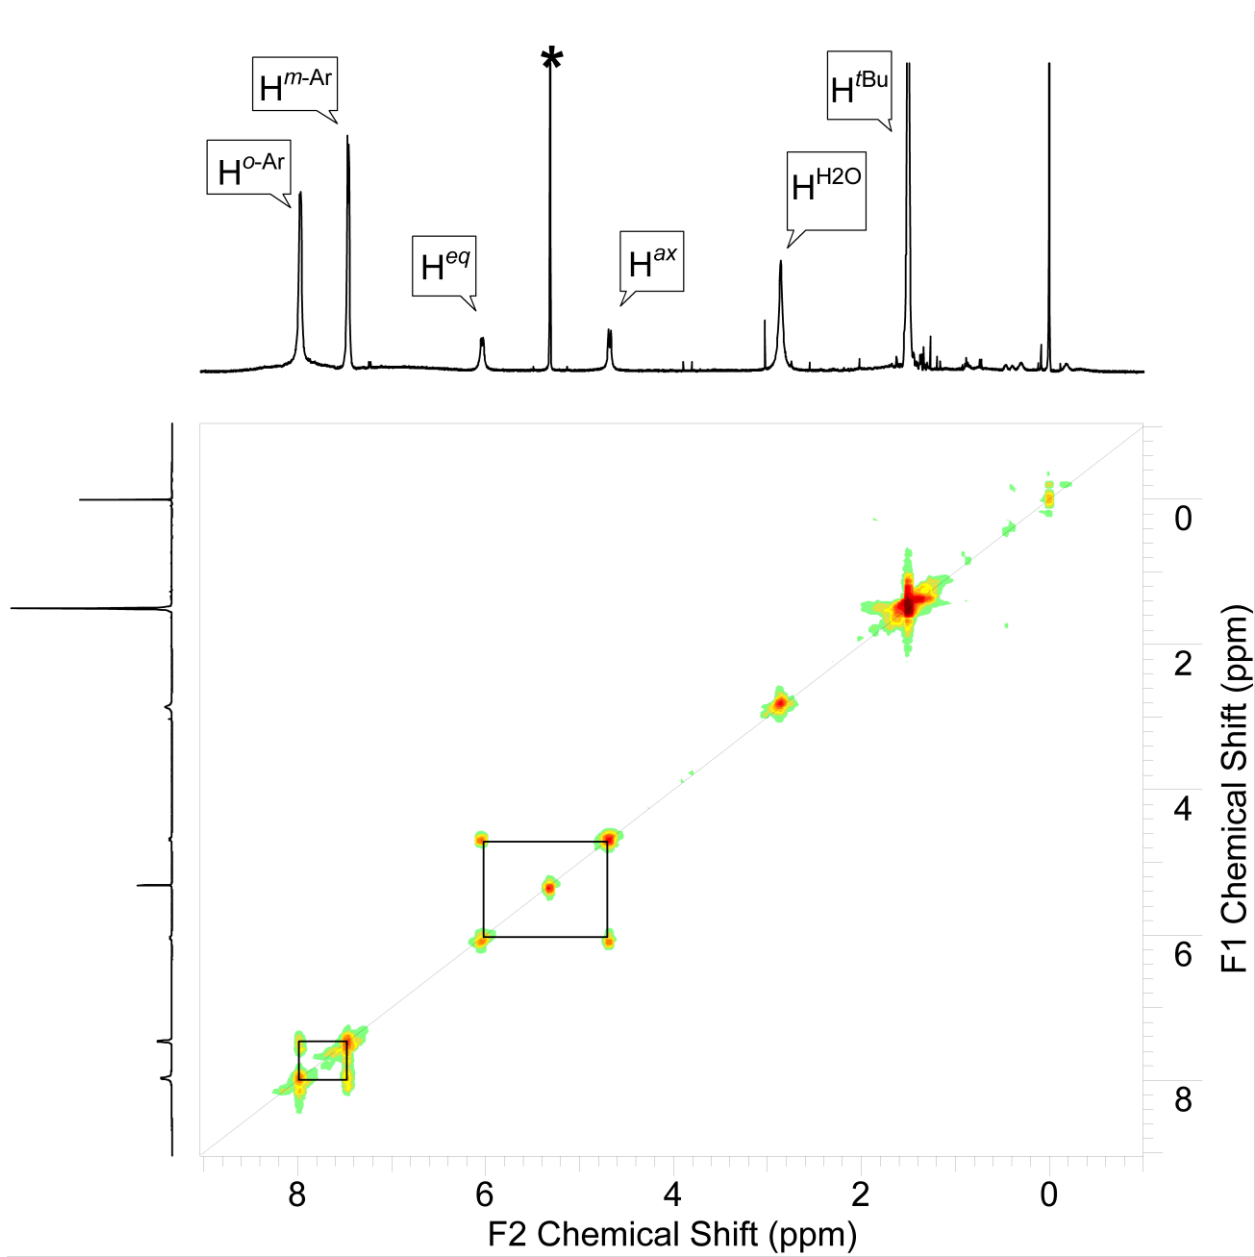 *
H^m-Ar
H^tBu
H^o-Ar
H^H2O
H^eq
H^ax
0
2
4
6
8
F1 Chemical Shift (ppm)
8 6 4 2 0
F2 Chemical Shift (ppm)